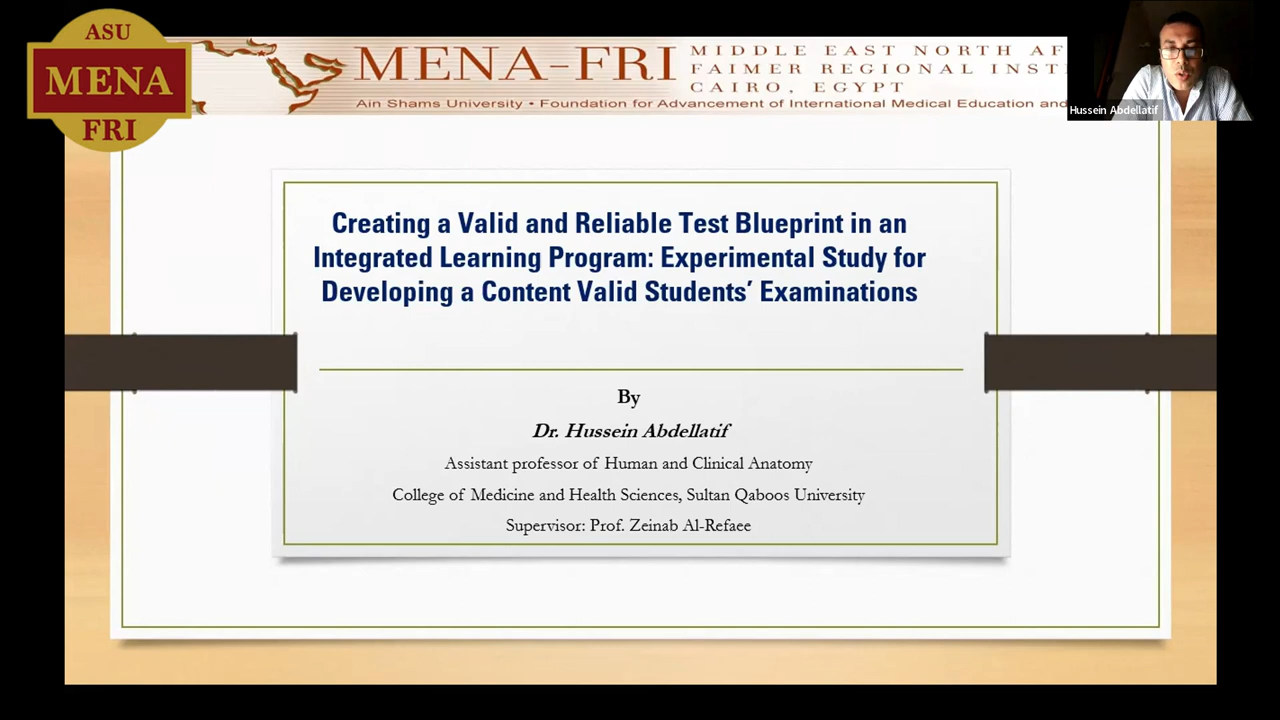 ASU
MENA
FRI
MENA-FRI
MIDDLE EAST NORTH AF
FAIMER REGIONAL INST
CAIRO, EGYPT
Ain Shams University • Foundation for Advancement of International Medical Education and
Hussein Abdellatif
Creating a Valid and Reliable Test Blueprint in an
Integrated Learning Program: Experimental Study for
Developing a Content Valid Students’ Examinations
By
Dr. Hussein Abdellatif
Assistant professor of Human and Clinical Anatomy
College of Medicine and Health Sciences, Sultan Qaboos University
Supervisor: Prof. Zeinab Al-Refaee